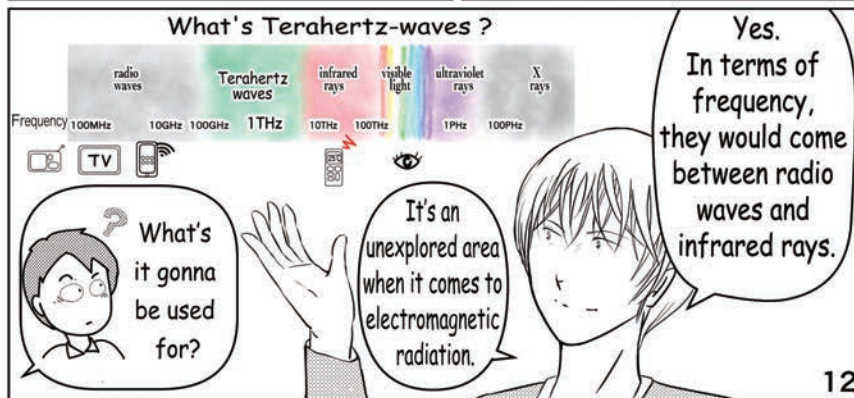 What's Terahertz-waves ?
radio
waves
Terahertz
waves
infrared
rays
visible
light
ultraviolet
rays
X
rays
Frequency 100MHz 10GHz 100GHz 1THz 10THz 100THz 1PHz 100PHz
TV
25℃
Yes.
In terms of
frequency,
they would come
between radio
waves and
infrared rays.
It's an
unexplored area
when it comes to
electromagnetic
radiation.
?
What's
it gonna
be used
for?
12